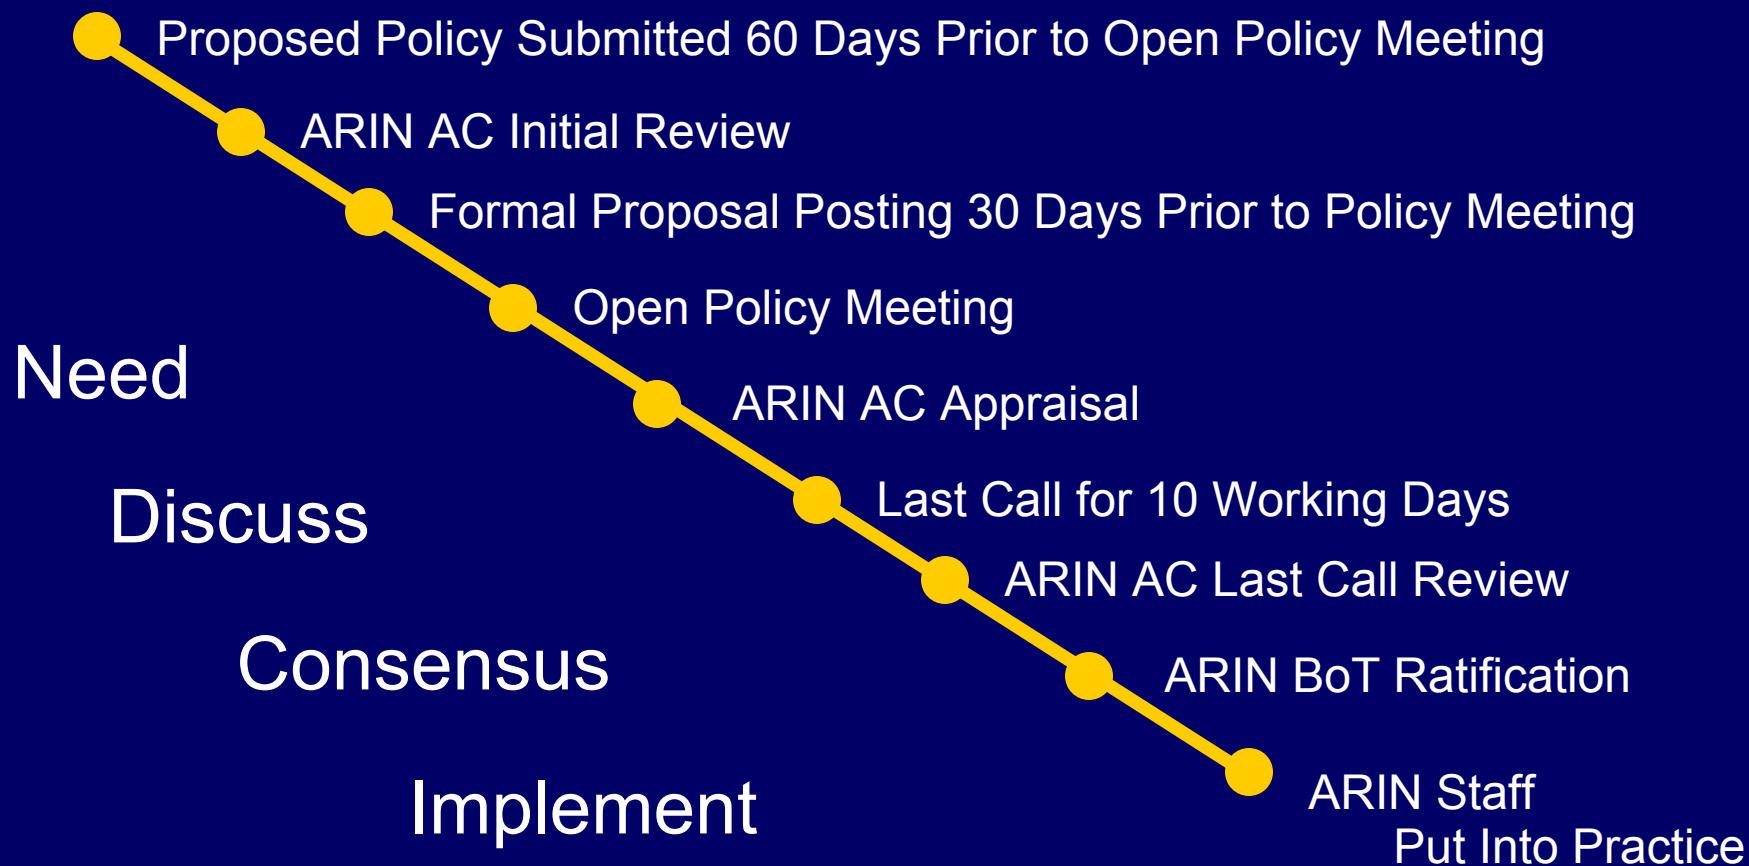 Proposed Policy Submitted 60 Days Prior to Open Policy Meeting
ARIN AC Initial Review
Formal Proposal Posting 30 Days Prior to Policy Meeting
Open Policy Meeting
Need
ARIN AC Appraisal
Discuss
Last Call for 10 Working Days
ARIN AC Last Call Review
Consensus
ARIN BoT Ratification
Implement
ARIN Staff
Put Into Practice